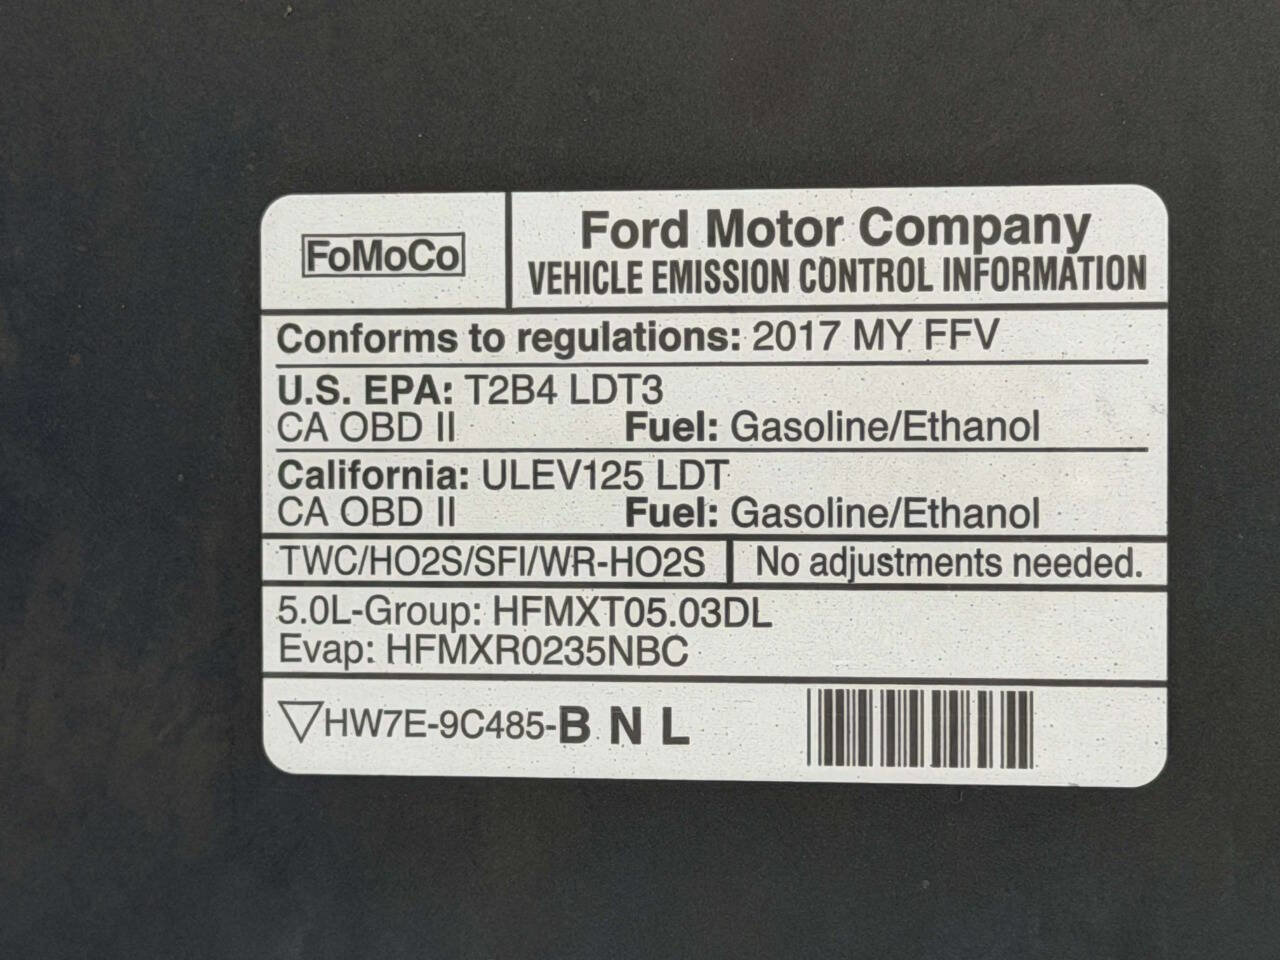 FoMoCo
Ford Motor Company
VEHICLE EMISSION CONTROL INFORMATION
Conforms to regulations: 2017 MY FFV
U.S. EPA: T2B4 LDT3
CA OBD II Fuel: Gasoline/Ethanol
California: ULEV125 LDT
CA OBD II Fuel: Gasoline/Ethanol
TWC/HO2S/SFI/WR-HO2S No adjustments needed.
5.0L-Group: HFMXT05.03DL
Evap: HFMXR0235NBC
HW7E-9C485-B N L